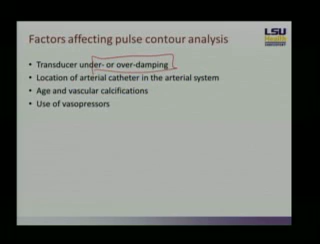 Factors affecting pulse contour analysis
LSU
Health
• Transducer under- or over-damping
• Location of arterial catheter in the arterial system
• Age and vascular calcifications
• Use of vasopressors